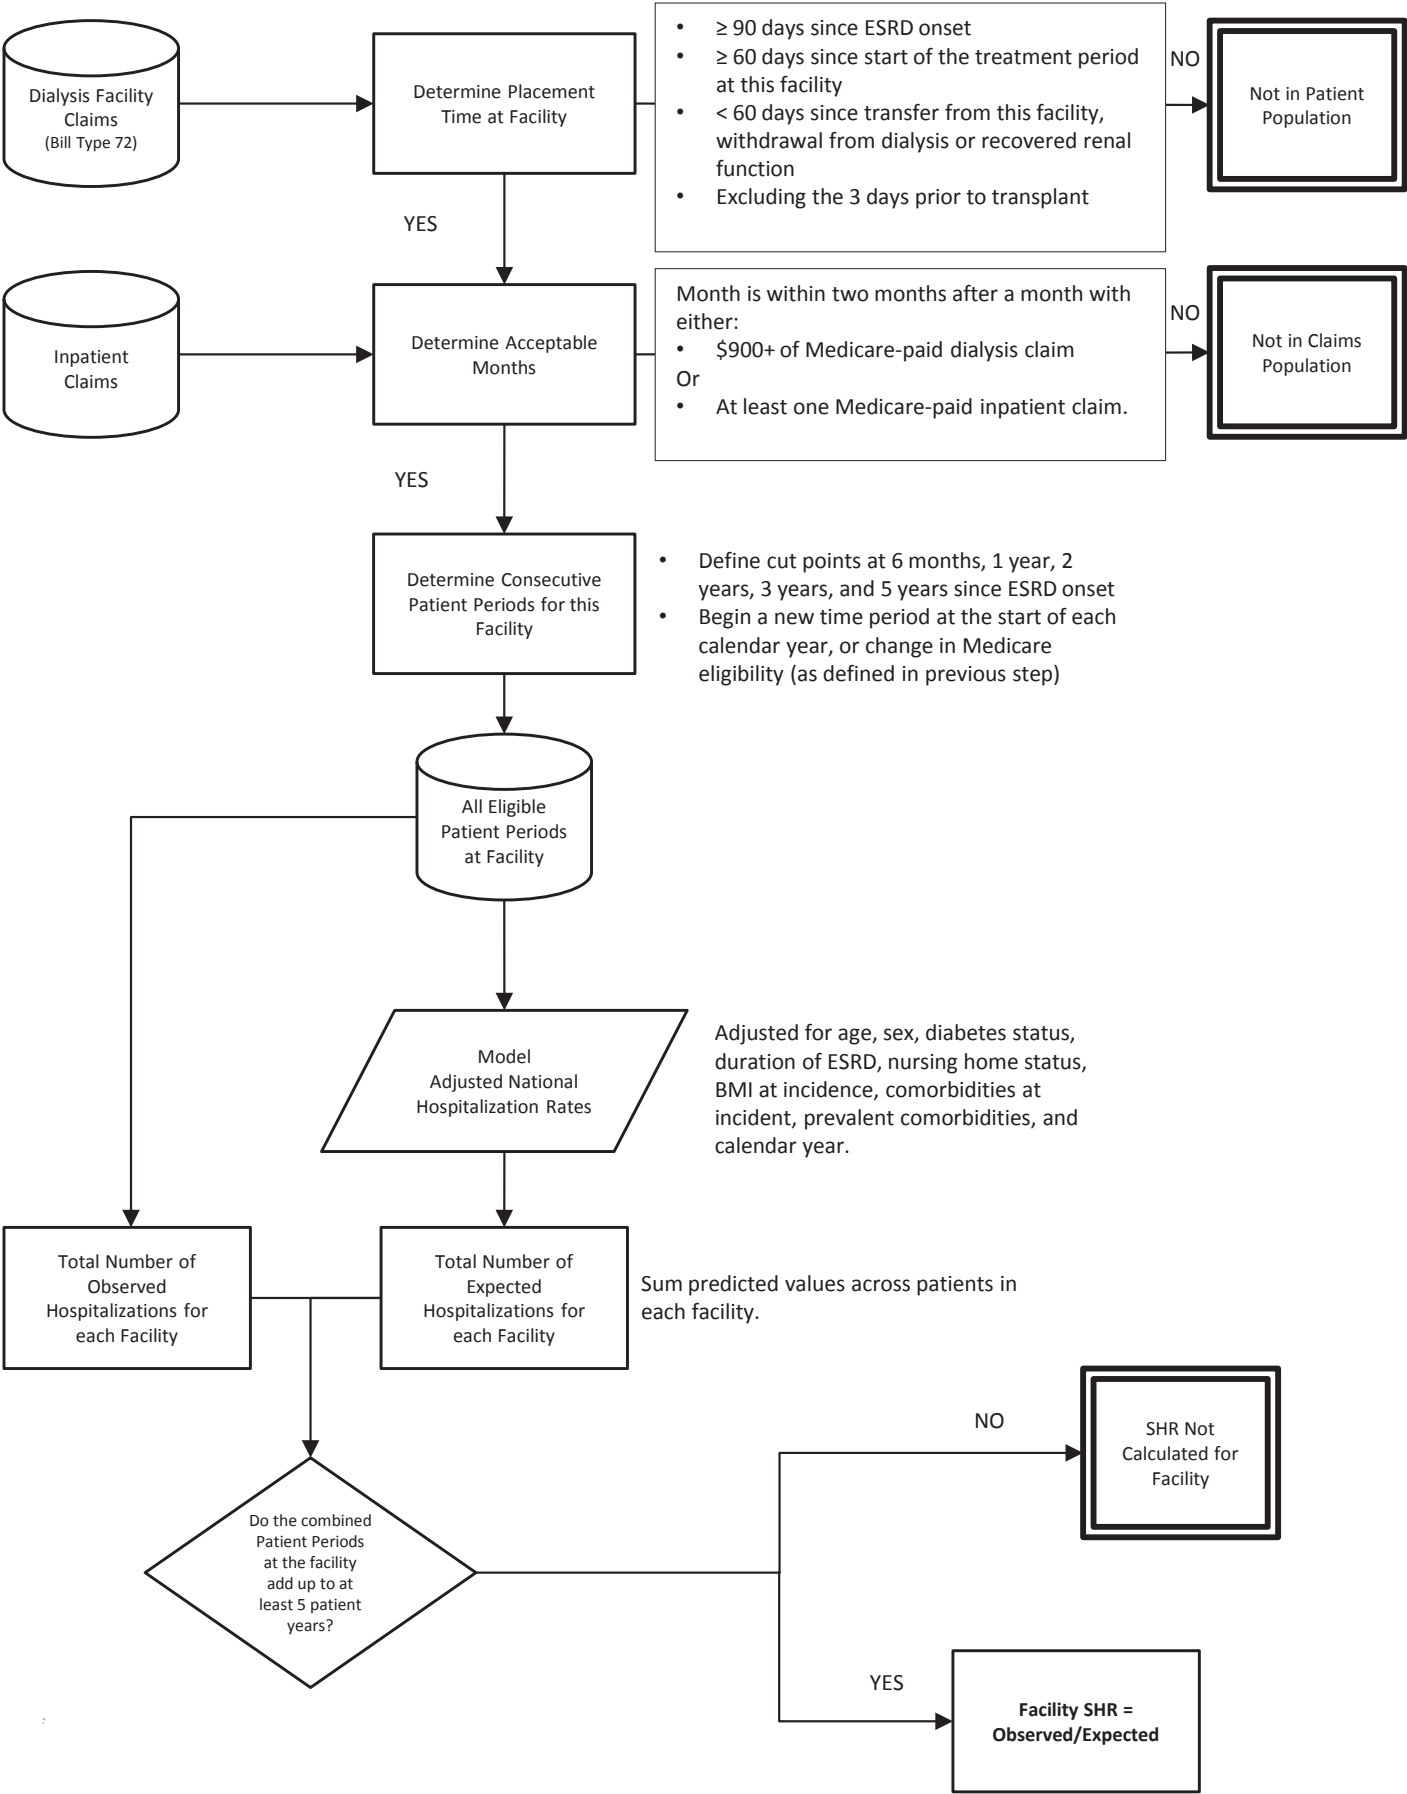 Dialysis Facility
Claims
(Bill Type 72)
Determine Placement
Time at Facility
• ≥ 90 days since ESRD onset
• ≥ 60 days since start of the treatment period
at this facility
• < 60 days since transfer from this facility,
withdrawal from dialysis or recovered renal
function
• Excluding the 3 days prior to transplant
NO
Not in Patient
Population
YES
Inpatient
Claims
Determine Acceptable
Months
Month is within two months after a month with
either:
• $900+ of Medicare-paid dialysis claim
Or
• At least one Medicare-paid inpatient claim.
NO
Not in Claims
Population
YES
Determine Consecutive
Patient Periods for this
Facility
• Define cut points at 6 months, 1 year, 2
years, 3 years, and 5 years since ESRD onset
• Begin a new time period at the start of each
calendar year, or change in Medicare
eligibility (as defined in previous step)
All Eligible
Patient Periods
at Facility
Model
Adjusted National
Hospitalization Rates
Adjusted for age, sex, diabetes status,
duration of ESRD, nursing home status,
BMI at incidence, comorbidities at
incident, prevalent comorbidities, and
calendar year.
Total Number of
Observed
Hospitalizations for
each Facility
Total Number of
Expected
Hospitalizations for
each Facility
Sum predicted values across patients in
each facility.
Do the combined
Patient Periods
at the facility
add up to at
least 5 patient
years?
NO
SHR Not
Calculated for
Facility
YES
Facility SHR =
Observed/Expected